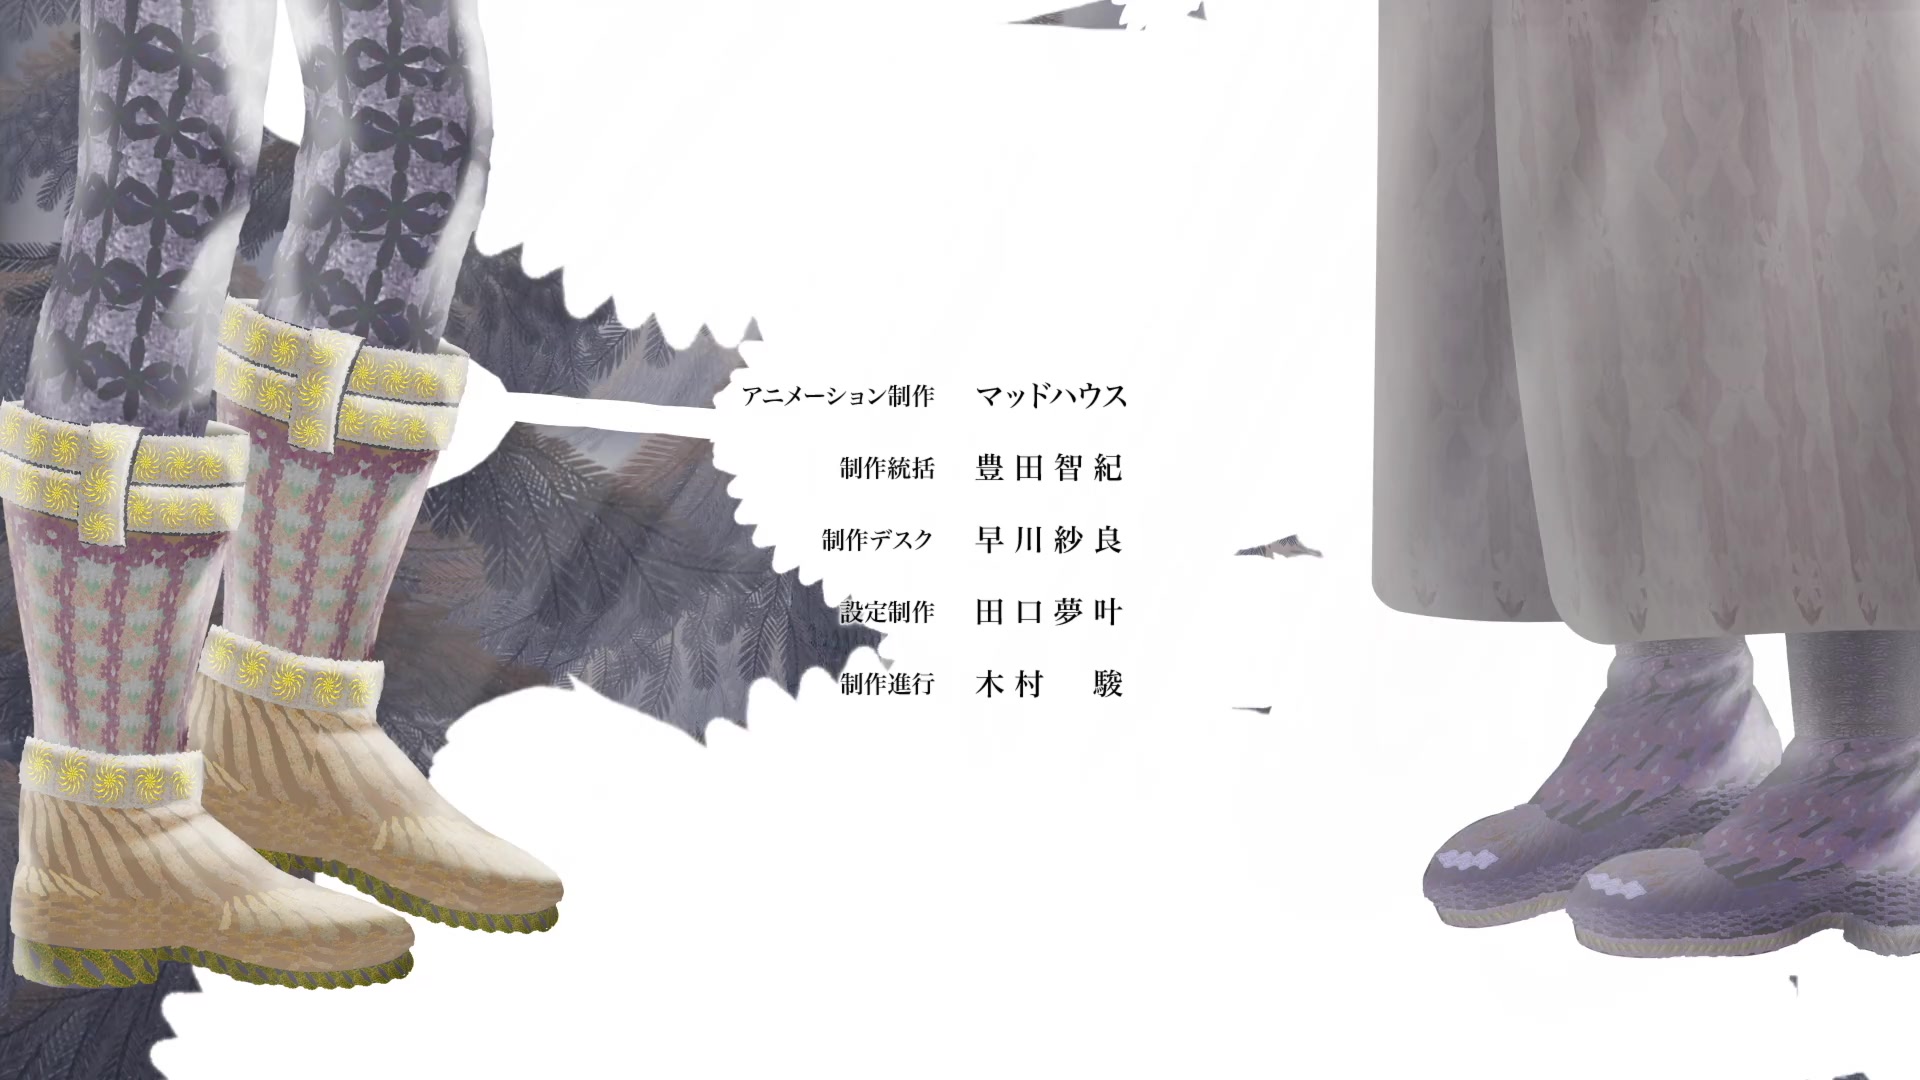 アニメーション制作 マッドハウス
制作統括 豊田智紀
制作デスク 早川紗良
設定制作 田口夢叶
制作進行 木村 駿